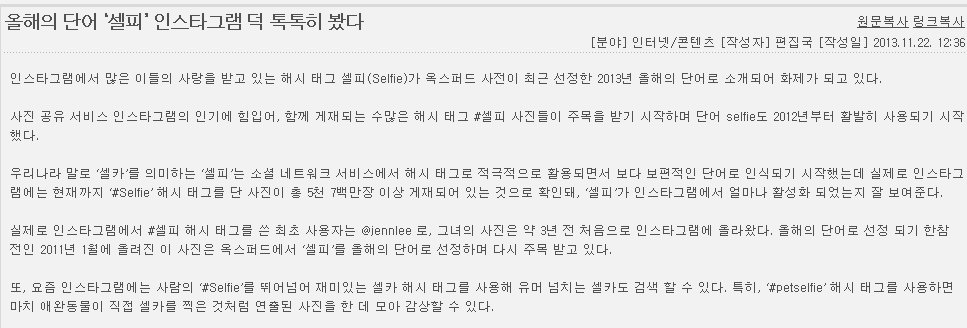 올해의 단어 ‘셀피’ 인스타그램 덕 톡톡히 봤다
원문복사 링크복사
[분야] 인터넷/콘텐츠 [작성자] 편집국 [작성일] 2013.11.22. 12:36
인스타그램에서 많은 이들의 사랑을 받고 있는 해시 태그 셀피(Selfie)가 옥스퍼드 사전이 최근 선정한 2013년 올해의 단어로 소개되어 화제가 되고 있다.
사진 공유 서비스 인스타그램의 인기에 힘입어, 함께 게재되는 수많은 해시 태그 #셀피 사진들이 주목을 받기 시작하며 단어 selfie도 2012년부터 활발히 사용되기 시작
했다.
우리나라 말로 ‘셀카’를 의미하는 ‘셀피’는 소셜 네트워크 서비스에서 해시 태그로 적극적으로 활용되면서 보다 보편적인 단어로 인식되기 시작했는데 실제로 인스타그
램에는 현재까지 ‘#Selfie’ 해시 태그를 단 사진이 총 5천 7백만장 이상 게재되어 있는 것으로 확인돼, ‘셀피’가 인스타그램에서 얼마나 활성화 되었는지 잘 보여준다.
실제로 인스타그램에서 #셀피 해시 태그를 쓴 최초 사용자는 @jennlee 로, 그녀의 사진은 약 3년 전 처음으로 인스타그램에 올라왔다. 올해의 단어로 선정 되기 한참
전인 2011년 1월에 올려진 이 사진은 옥스퍼드에서 ‘셀피’를 올해의 단어로 선정하며 다시 주목 받고 있다.
또, 요즘 인스타그램에는 사람의 ‘#Selfie’를 뛰어넘어 재미있는 셀카 해시 태그를 사용해 유머 넘치는 셀카도 검색 할 수 있다. 특히, ‘#petselfie’ 해시 태그를 사용하면
마치 애완동물이 직접 셀카를 찍은 것처럼 연출된 사진을 한 데 모아 감상할 수 있다.